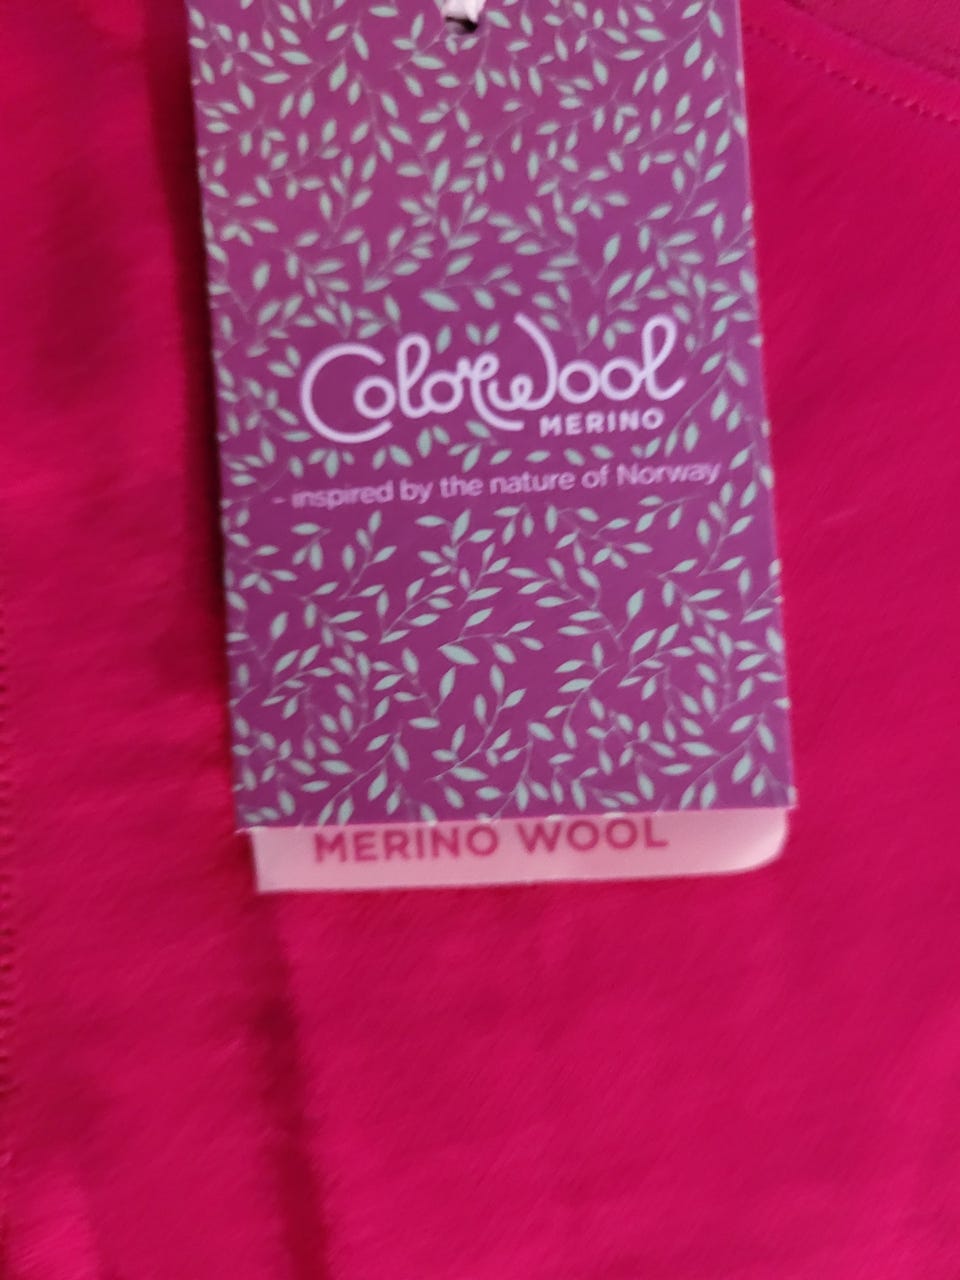 ColorWool
MERINO
- inspired by the nature of Norway
MERINO WOOL